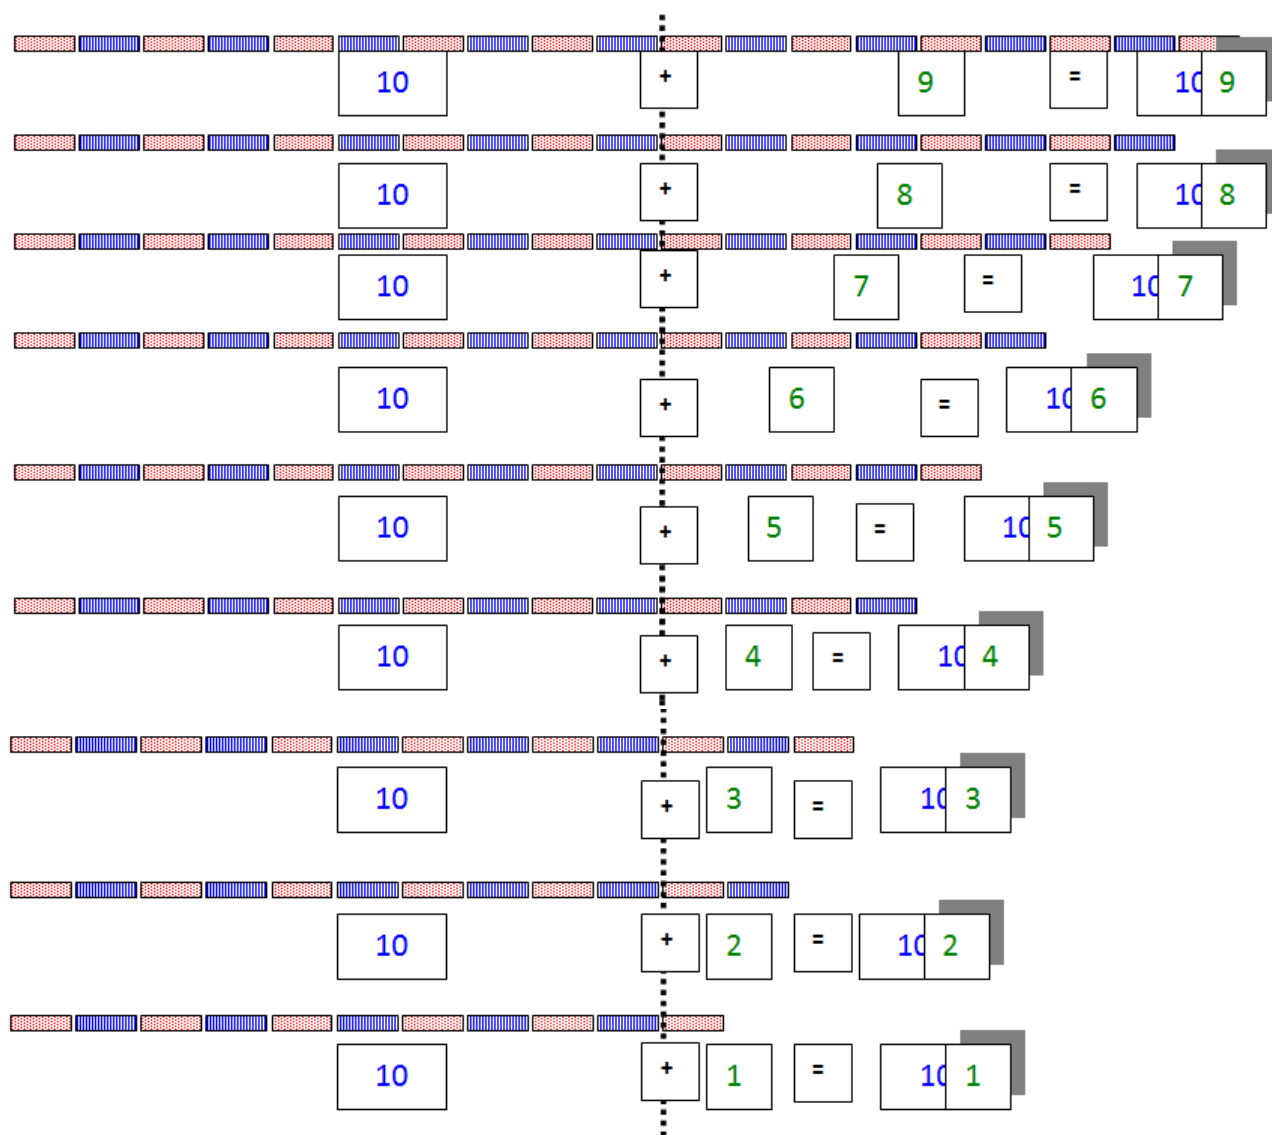 10 + 9 = 10 9
10 + 8 = 10 8
10 + 7 = 10 7
10 + 6 = 10 6
10 + 5 = 10 5
10 + 4 = 10 4
10 + 3 = 10 3
10 + 2 = 10 2
10 + 1 = 10 1